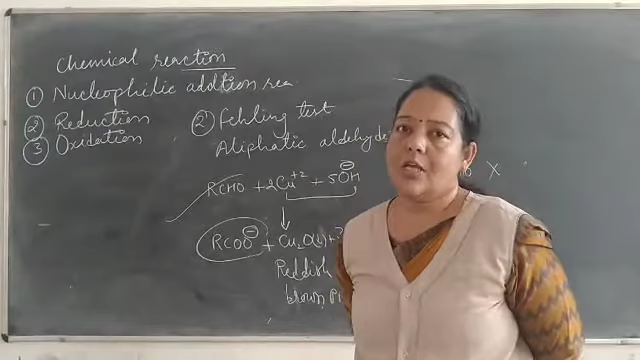 Chemical reaction
① Nucleophilic addition rea
② Reduction
③ Oxidation
② Fehling test
Aliphatic aldehyde
RCHO + 2Cu⁺² + 5OH⁻
↓
RCOO⁻ + Cu₂O(↓) +
Reddish
brown
X